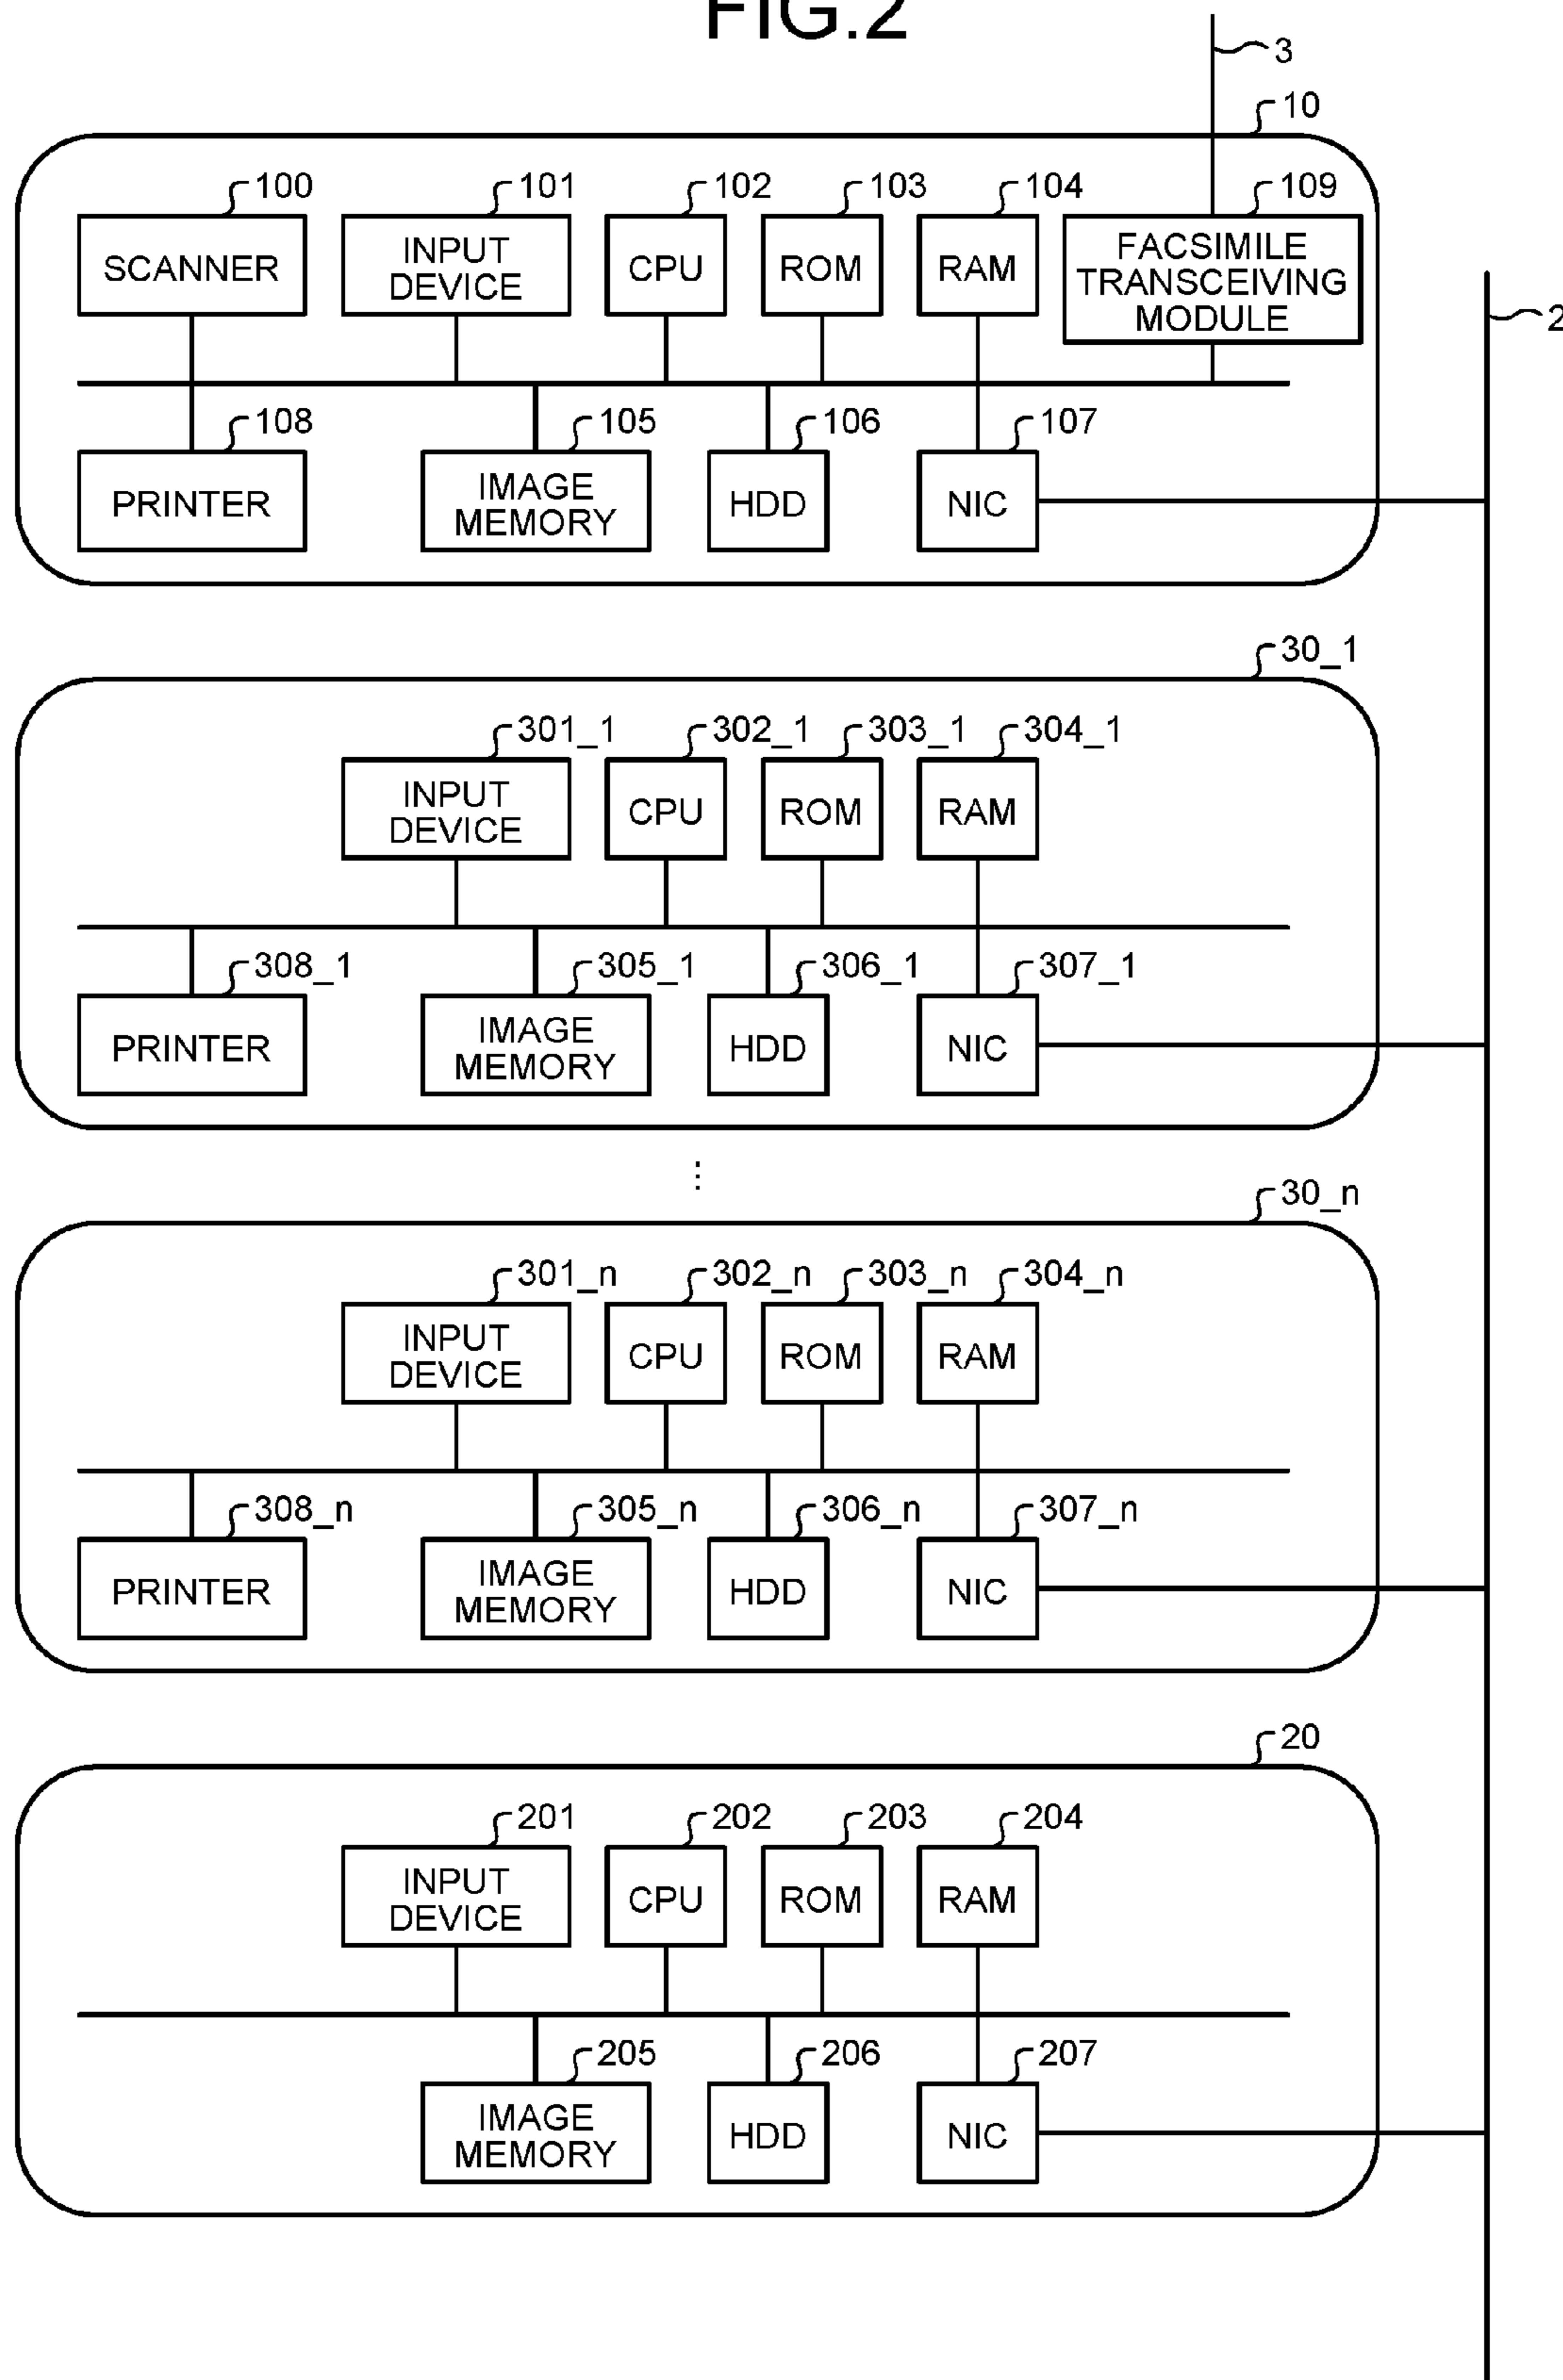 FIG.2
3
10
100 101 102 103 104 109
SCANNER
INPUT
DEVICE
CPU
ROM
RAM
FACSIMILE
TRANSCEIVING
MODULE
2
108 105 106 107
PRINTER
IMAGE
MEMORY
HDD
NIC
30_1
301_1 302_1 303_1 304_1
INPUT
DEVICE
CPU
ROM
RAM
308_1 305_1 306_1 307_1
PRINTER
IMAGE
MEMORY
HDD
NIC
30_n
301_n 302_n 303_n 304_n
INPUT
DEVICE
CPU
ROM
RAM
308_n 305_n 306_n 307_n
PRINTER
IMAGE
MEMORY
HDD
NIC
20
201 202 203 204
INPUT
DEVICE
CPU
ROM
RAM
205 206 207
IMAGE
MEMORY
HDD
NIC